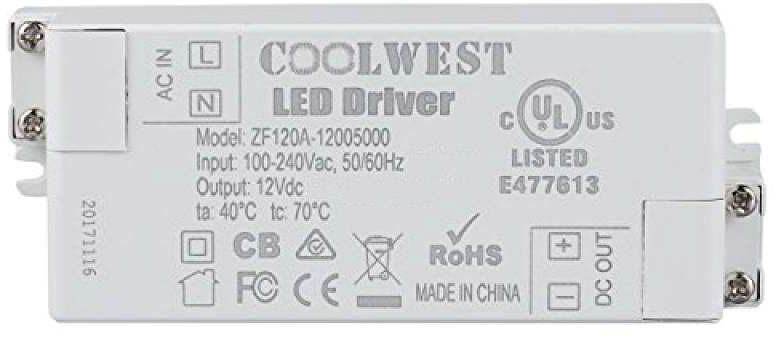 AC IN
L
N
COOLWEST
LED Driver
Model: ZF120A-12005000
Input: 100-240Vac, 50/60Hz
Output: 12Vdc
ta: 40°C tc: 70°C
C UL US
LISTED
E477613
20171116
CB
RoHS
FC CE
MADE IN CHINA
+
−
DC OUT